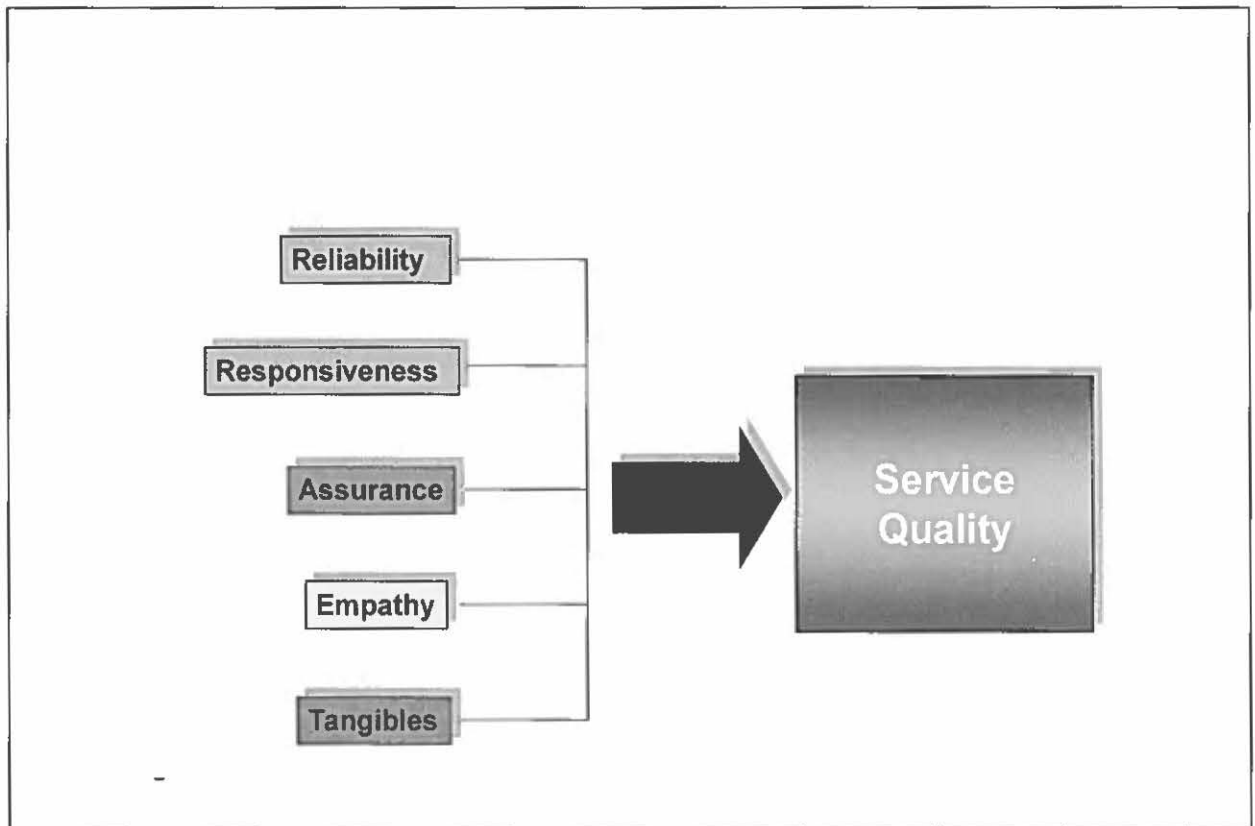 Reliability
Responsiveness
Assurance
Empathy
Tangibles
Service
Quality